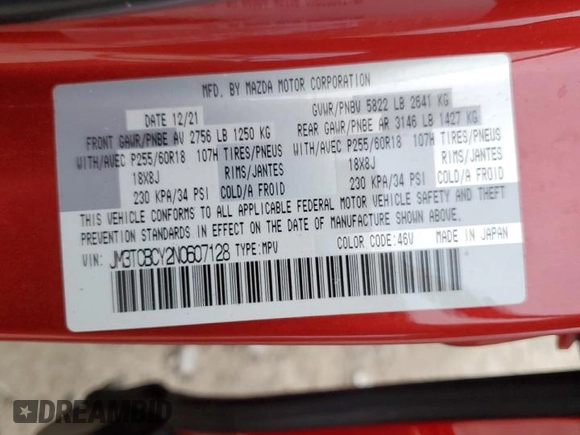 MFD. BY MAZDA MOTOR CORPORATION
DATE 12/21 GVWR/PNBV 5822 LB 2641 KG
FRONT GAWR/PNBE AV 2756 LB 1250 KG REAR GAWR/PNBE AR 3146 LB 1427 KG
WITH/AVEC P255/60R18 107H TIRES/PNEUS WITH/AVEC P255/60R18 107H TIRES/PNEUS
18X8J RIMS/JANTES 18X8J RIMS/JANTES
230 KPA/34 PSI COLD/A FROID 230 KPA/34 PSI COLD/A FROID
THIS VEHICLE CONFORMS TO ALL APPLICABLE FEDERAL MOTOR VEHICLE SAFETY AND THEFT
PREVENTION STANDARDS IN EFFECT ON THE DATE OF MANUFACTURE SHOWN ABOVE.
VIN: JM3TCBCY2N0607128 TYPE:MPV COLOR CODE:46V MADE IN JAPAN
DREAMBID